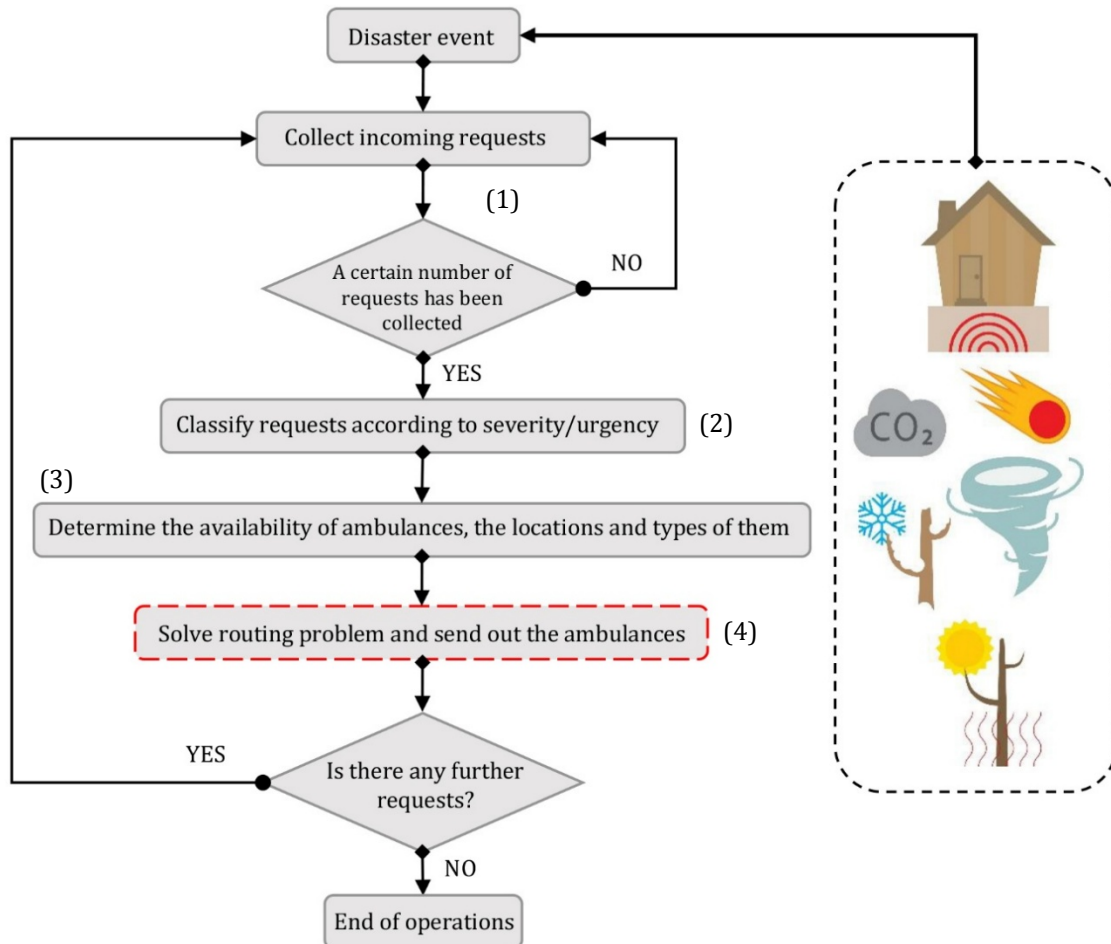 Disaster event
Collect incoming requests
(1)
A certain number of
requests has been
collected
NO
YES
Classify requests according to severity/urgency
(2)
(3)
Determine the availability of ambulances, the locations and types of them
Solve routing problem and send out the ambulances
(4)
YES
Is there any further
requests?
NO
End of operations
CO₂